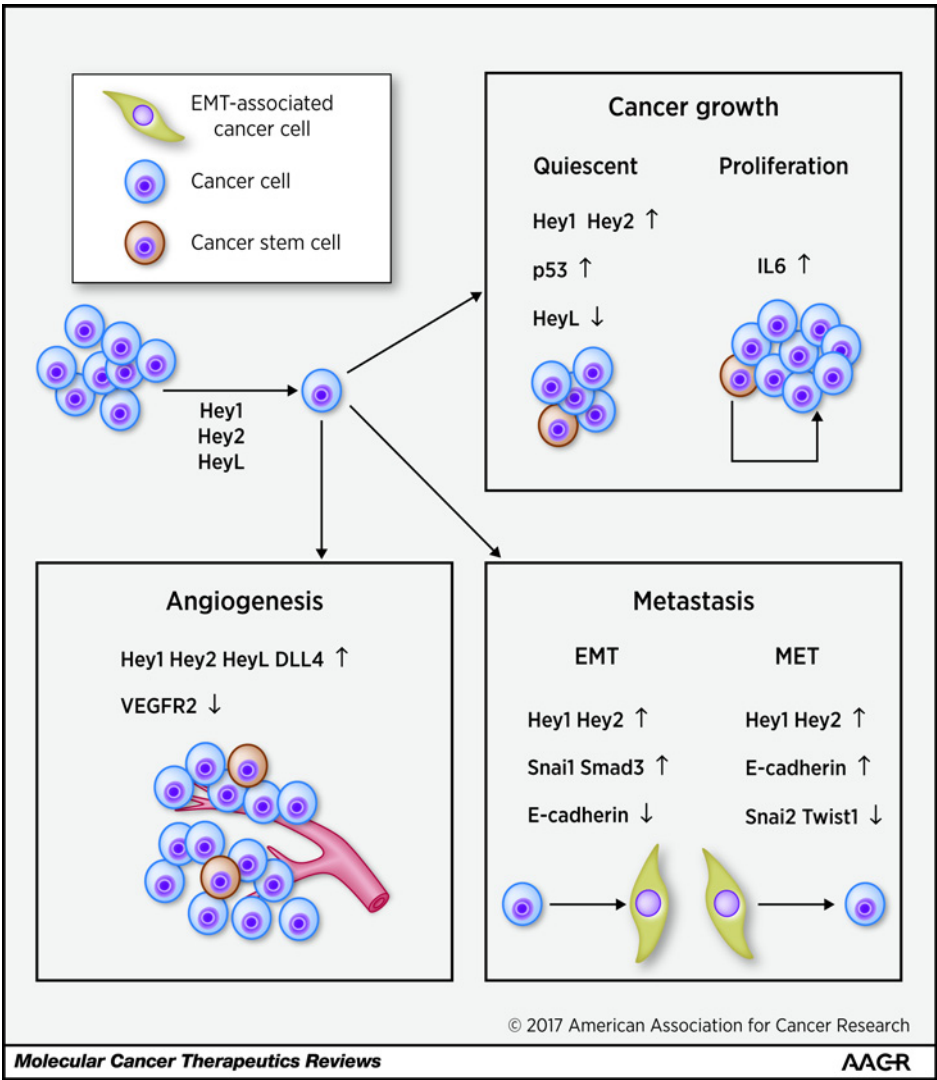 EMT-associated
cancer cell
Cancer cell
Cancer stem cell
Hey1
Hey2
HeyL
Cancer growth
Quiescent Proliferation
Hey1 Hey2 ↑
p53 ↑ IL6 ↑
HeyL ↓
Angiogenesis
Hey1 Hey2 HeyL DLL4 ↑
VEGFR2 ↓
Metastasis
EMT MET
Hey1 Hey2 ↑ Hey1 Hey2 ↑
Snai1 Smad3 ↑ E-cadherin ↑
E-cadherin ↓ Snai2 Twist1 ↓
© 2017 American Association for Cancer Research
Molecular Cancer Therapeutics Reviews AACR